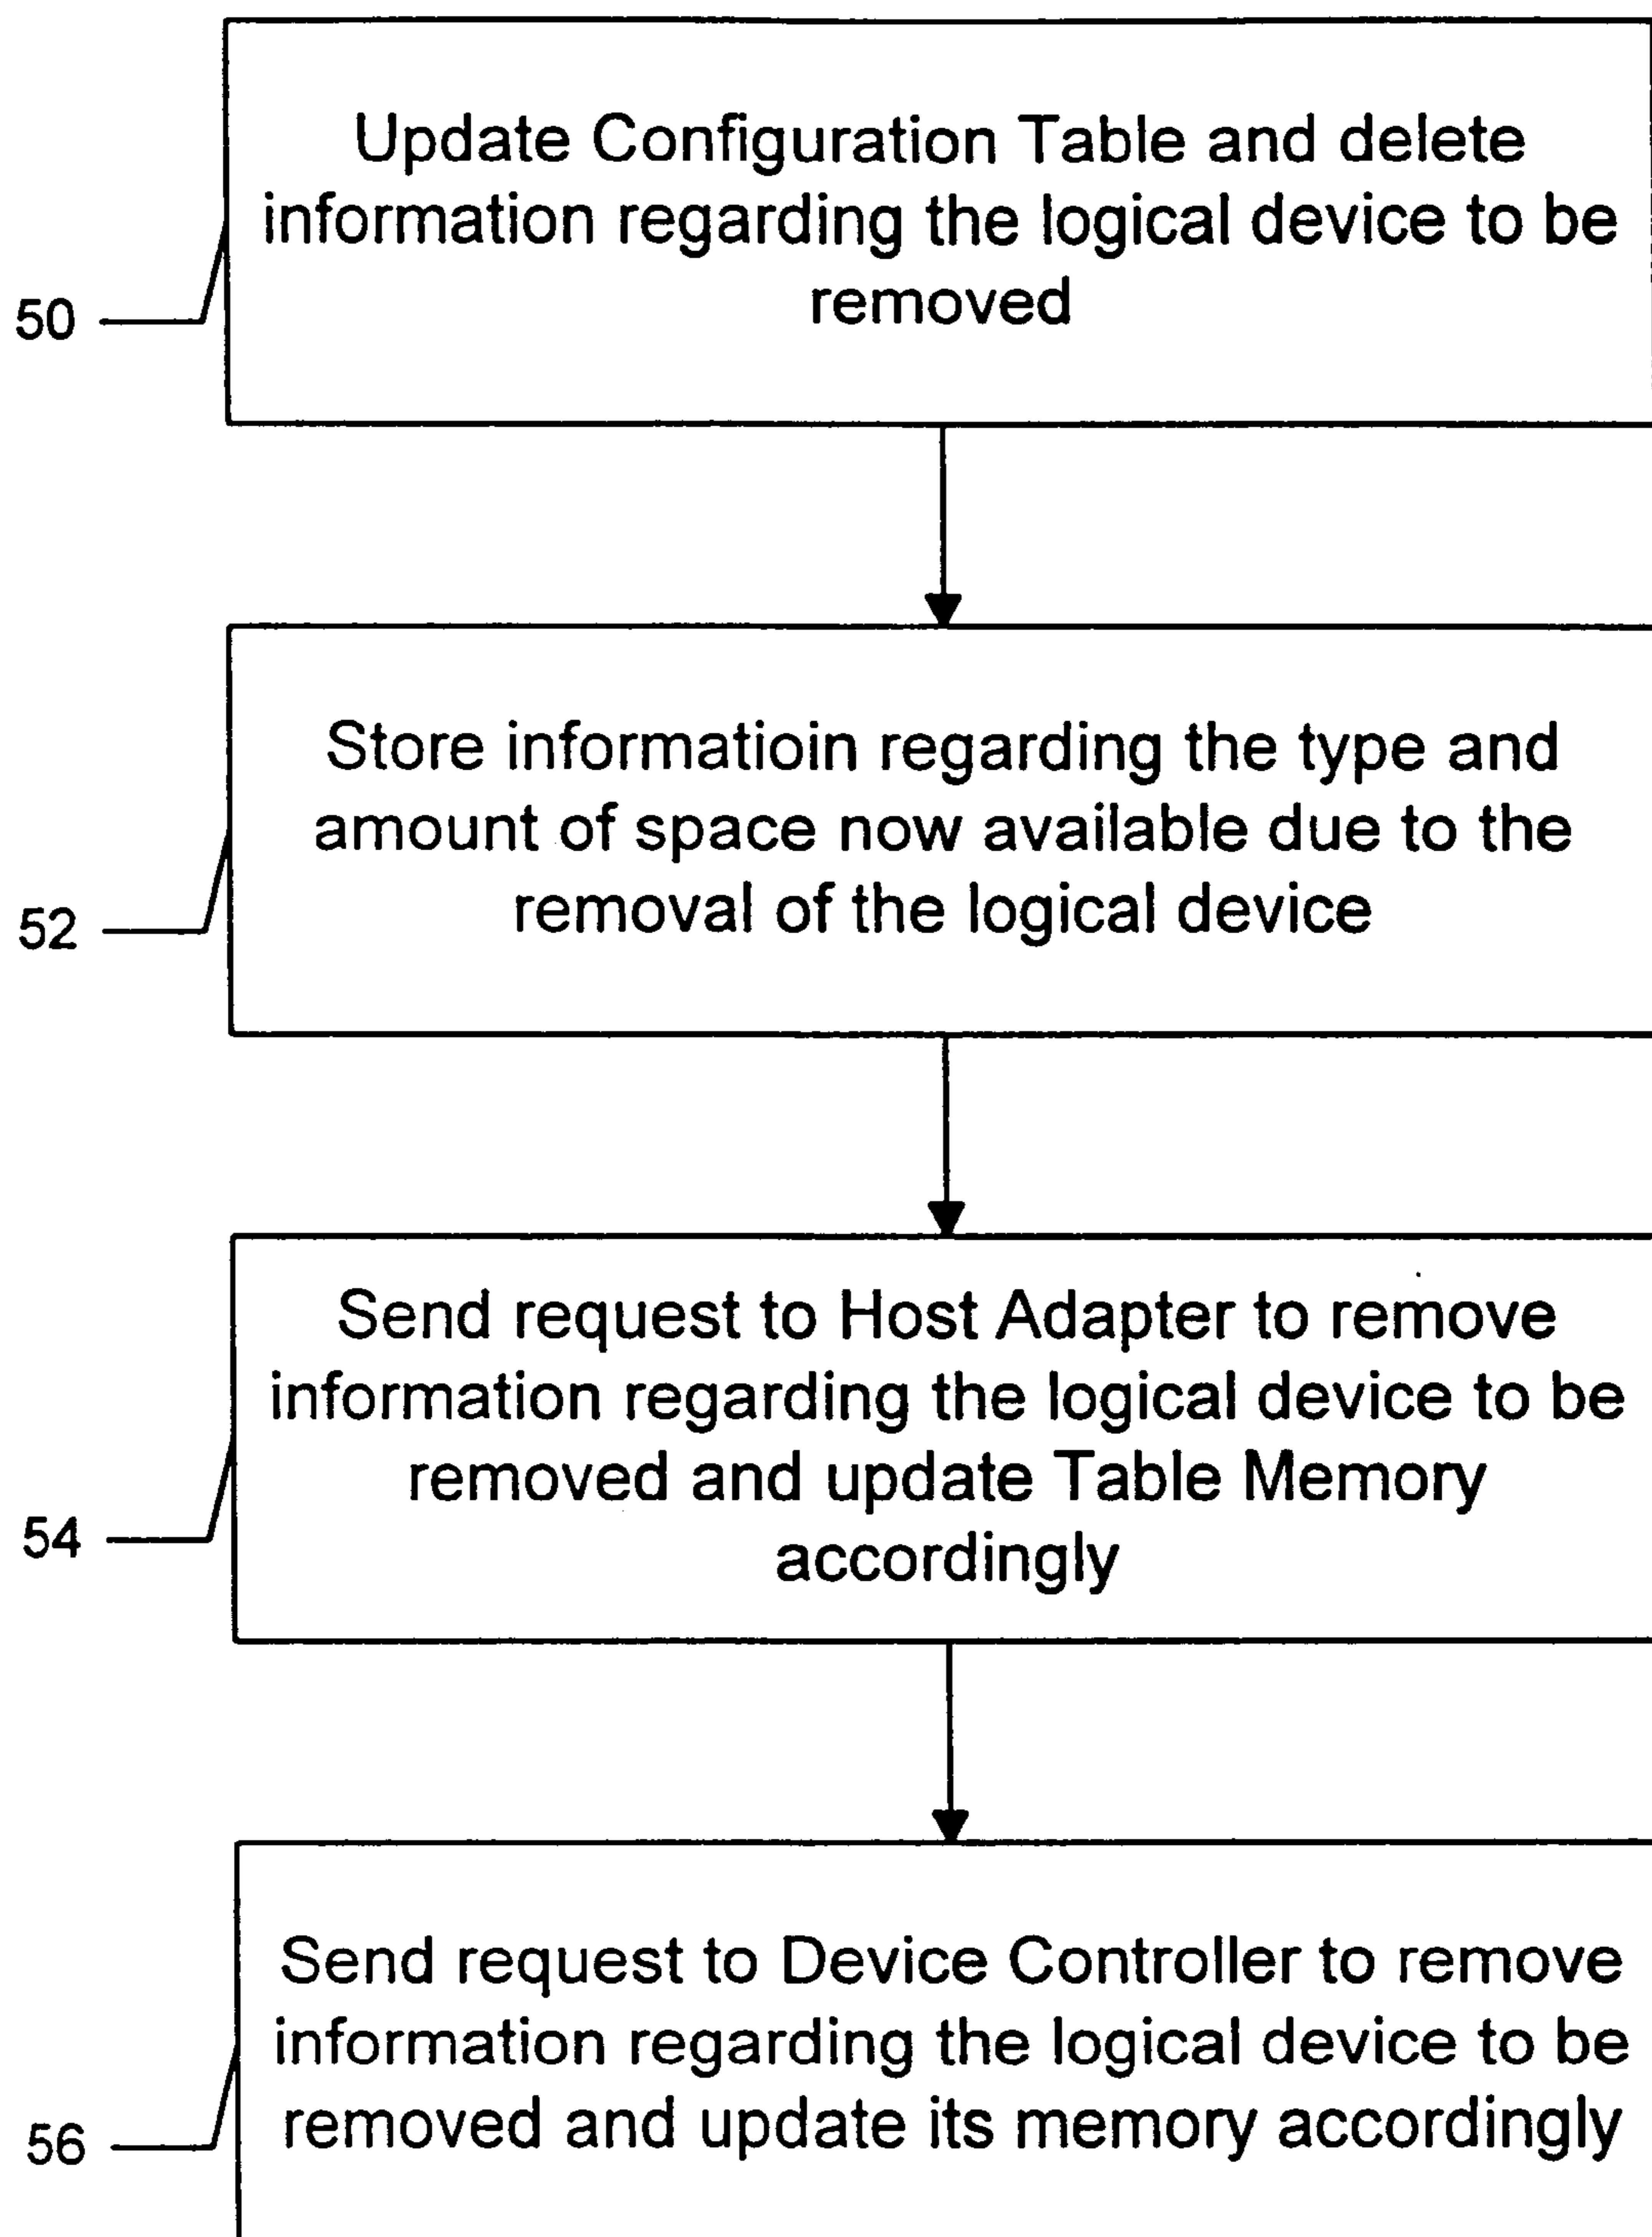 Update Configuration Table and delete
information regarding the logical device to be
removed
50
Store informatioin regarding the type and
amount of space now available due to the
removal of the logical device
52
Send request to Host Adapter to remove
information regarding the logical device to be
removed and update Table Memory
accordingly
54
Send request to Device Controller to remove
information regarding the logical device to be
removed and update its memory accordingly
56